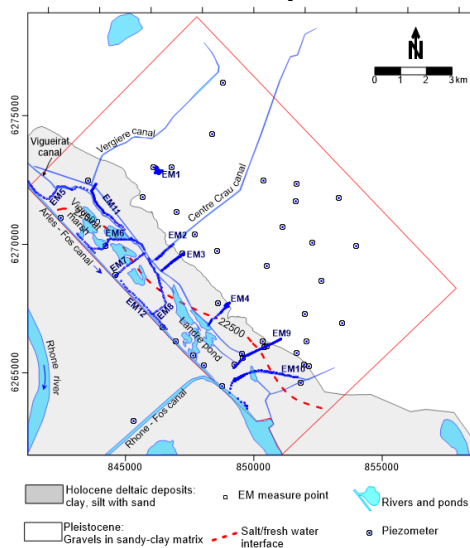 N
0 1 2 3 km
6275000
6270000
6265000
845000
850000
855000
Vigueirat
canal
Vergiere canal
Centre Crau canal
EM1
EM5
EM11
Vigueirat
marsh
EM6
EM2
EM3
EM7
Arles - Fos canal
EM12
EM8
EM4
22500
Landre pond
EM9
EM10
Rhone river
Rhone - Fos canal
Holocene deltaic deposits:
clay, silt with sand
EM measure point
Rivers and ponds
Pleistocene:
Gravels in sandy-clay matrix
Salt/fresh water
interface
Piezometer